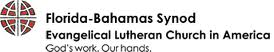 Florida-Bahamas Synod
Evangelical Lutheran Church in America
God's work. Our hands.